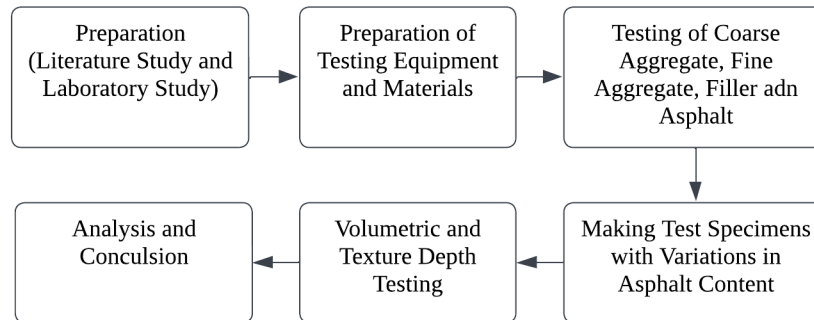 Preparation
(Literature Study and
Laboratory Study)
Preparation of
Testing Equipment
and Materials
Testing of Coarse
Aggregate, Fine
Aggregate, Filler adn
Asphalt
Making Test Specimens
with Variations in
Asphalt Content
Volumetric and
Texture Depth
Testing
Analysis and
Conculsion